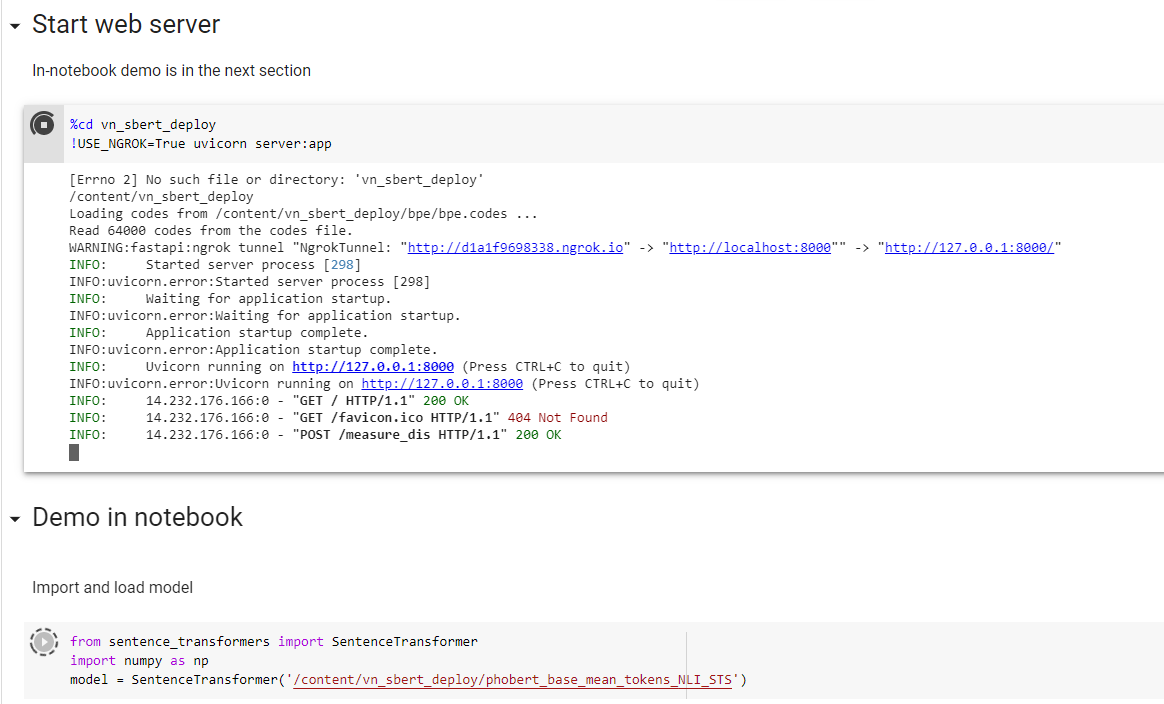 Start web server
In-notebook demo is in the next section
%cd vn_sbert_deploy
!USE_NGROK=True uvicorn server:app
[Errno 2] No such file or directory: 'vn_sbert_deploy'
/content/vn_sbert_deploy
Loading codes from /content/vn_sbert_deploy/bpe/bpe.codes ...
Read 64000 codes from the codes file.
WARNING:fastapi:ngrok tunnel "NgrokTunnel: "http://d1a1f9698338.ngrok.io" -> "http://localhost:8000"" -> "http://127.0.0.1:8000/"
INFO:     Started server process [298]
INFO:uvicorn.error:Started server process [298]
INFO:     Waiting for application startup.
INFO:uvicorn.error:Waiting for application startup.
INFO:     Application startup complete.
INFO:uvicorn.error:Application startup complete.
INFO:     Uvicorn running on http://127.0.0.1:8000 (Press CTRL+C to quit)
INFO:uvicorn.error:Uvicorn running on http://127.0.0.1:8000 (Press CTRL+C to quit)
INFO:     14.232.176.166:0 - "GET / HTTP/1.1" 200 OK
INFO:     14.232.176.166:0 - "GET /favicon.ico HTTP/1.1" 404 Not Found
INFO:     14.232.176.166:0 - "POST /measure_dis HTTP/1.1" 200 OK
Demo in notebook
Import and load model
from sentence_transformers import SentenceTransformer
import numpy as np
model = SentenceTransformer('/content/vn_sbert_deploy/phobert_base_mean_tokens_NLI_STS')